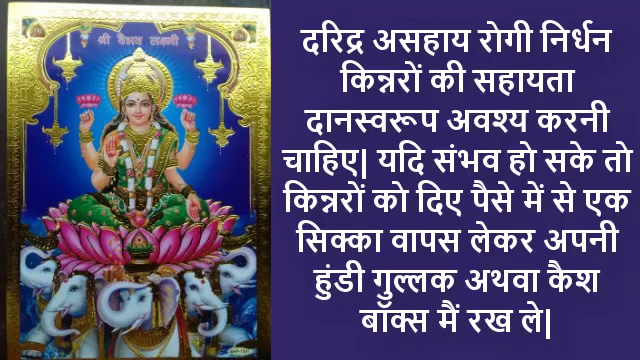 श्री वैभव लक्ष्मी
दरिद्र असहाय रोगी निर्धन
किन्नरों की सहायता
दानस्वरूप अवश्य करनी
चाहिए| यदि संभव हो सके तो
किन्नरों को दिए पैसे में से एक
सिक्का वापस लेकर अपनी
हुंडी गुल्लक अथवा कैश
बॉक्स मैं रख ले|